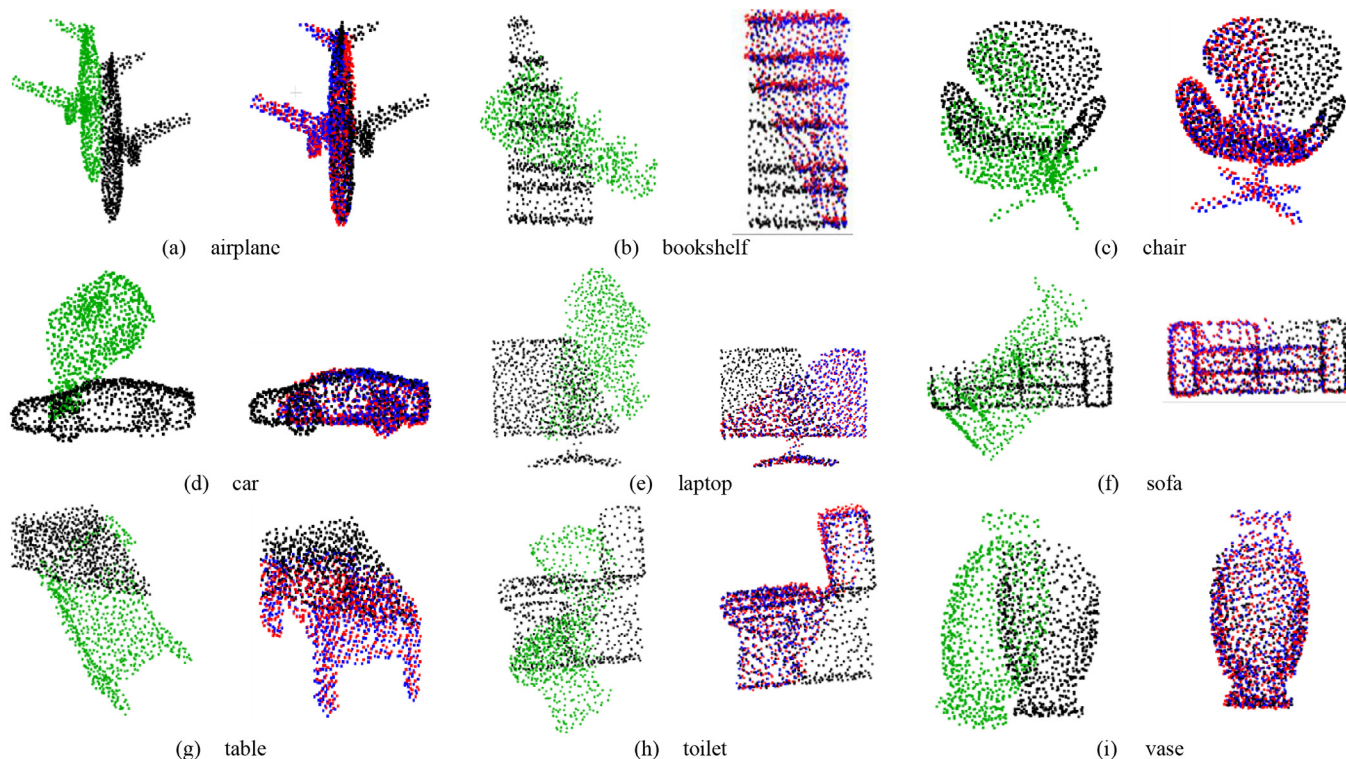 (a) airplane
(b) bookshelf
(c) chair
(d) car
(e) laptop
(f) sofa
(g) table
(h) toilet
(i) vase